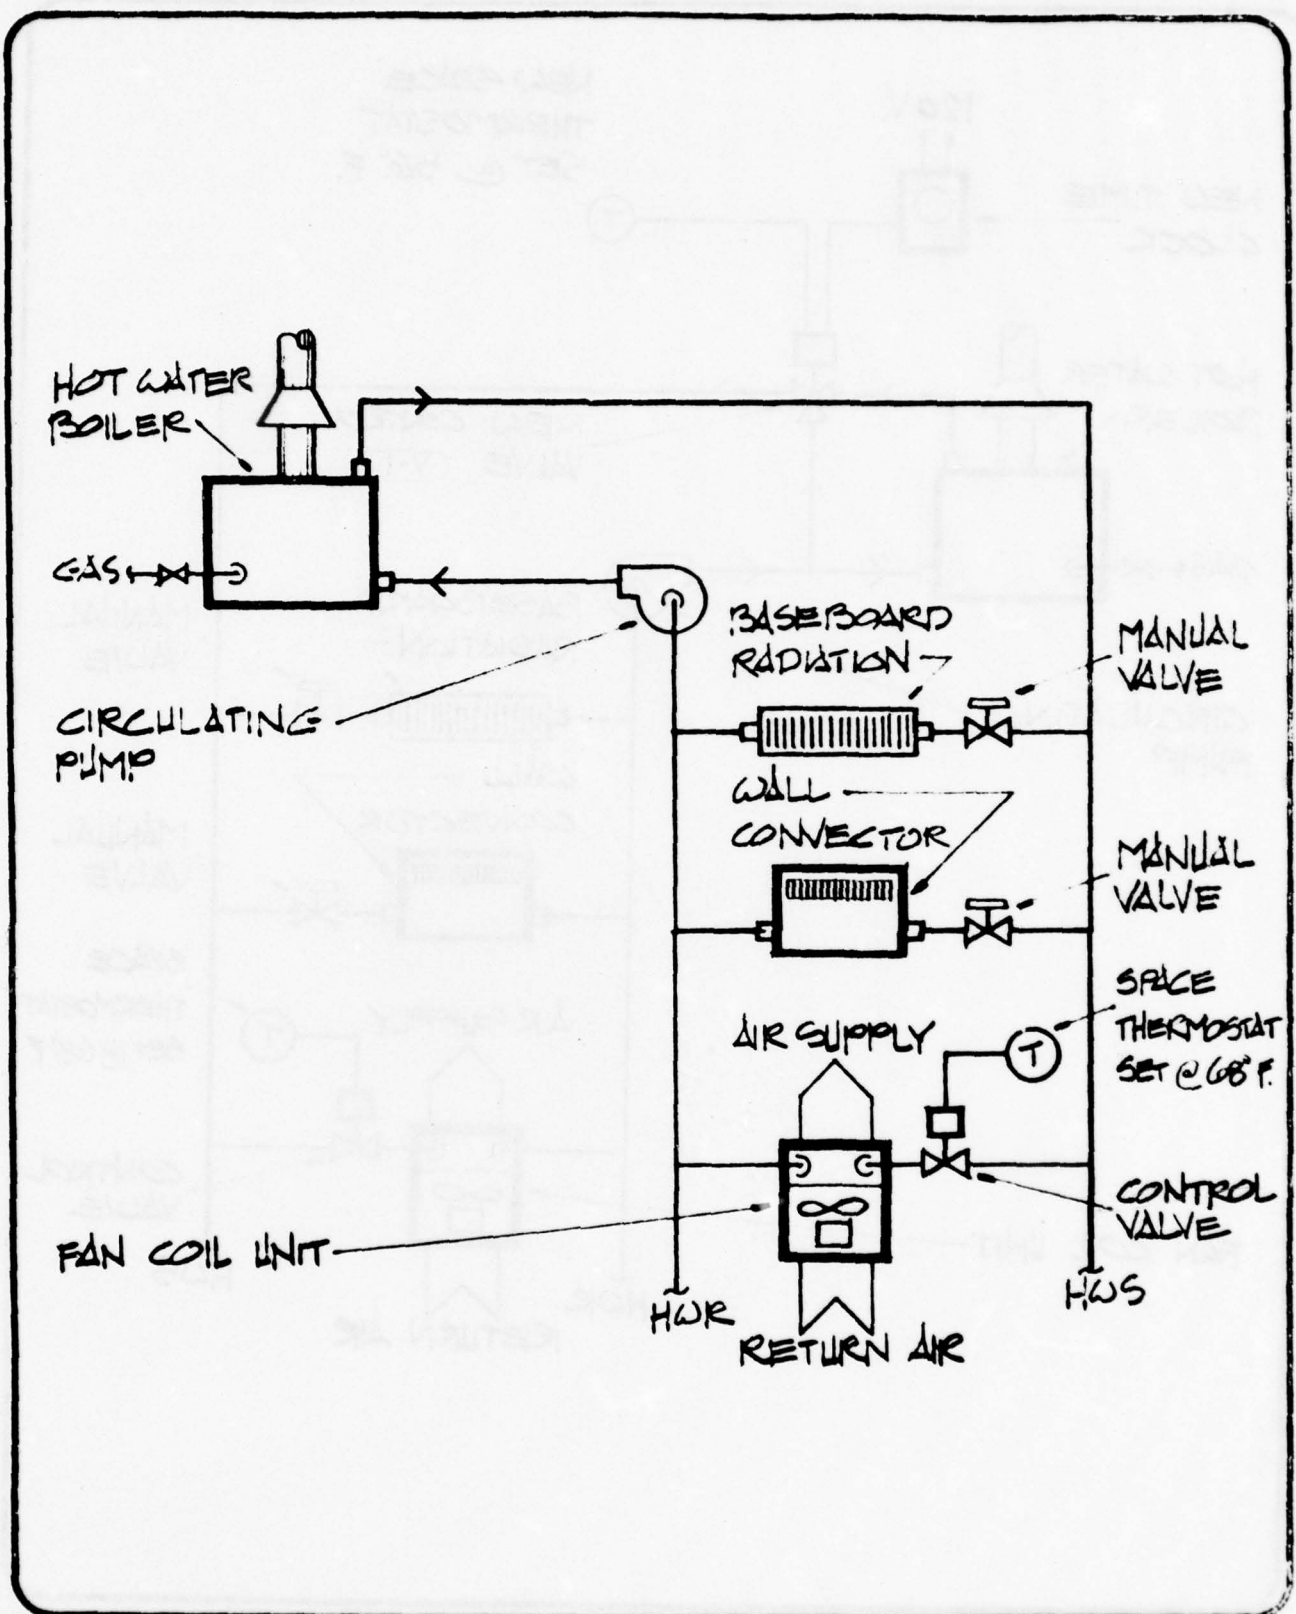 HOT WATER
BOILER
GAS
CIRCULATING
PUMP
BASEBOARD
RADIATION
MANUAL
VALVE
WALL
CONVECTOR
MANUAL
VALVE
AIR SUPPLY
T
SPACE
THERMOSTAT
SET @ 68°F.
CONTROL
VALVE
FAN COIL UNIT
HWR
HWS
RETURN AIR